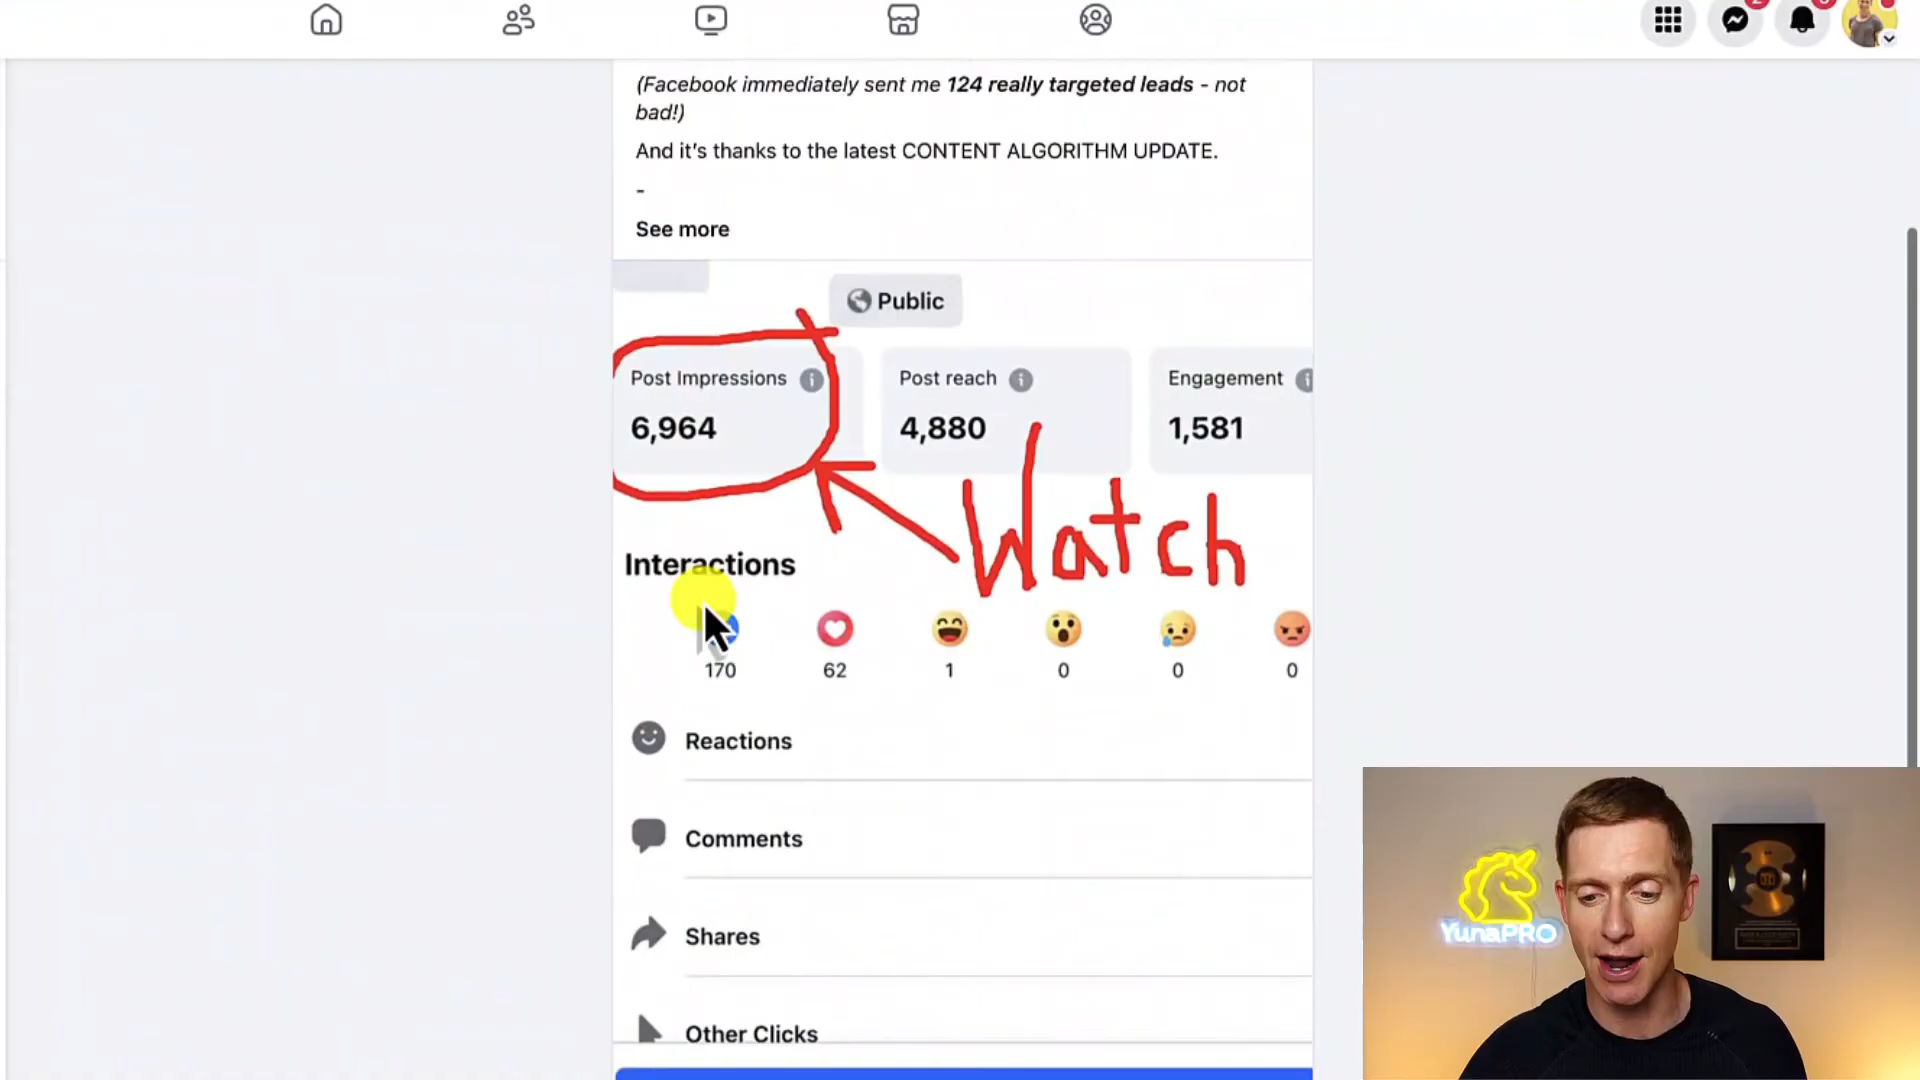 (Facebook immediately sent me 124 really targeted leads - not
bad!)
And it's thanks to the latest CONTENT ALGORITHM UPDATE.
-
See more
Public
Post Impressions
Post reach
Engagement
6,964
4,880
1,581
Watch
Interactions
170
62
1
0
0
0
Reactions
Comments
Shares
Other Clicks
YunaPRO